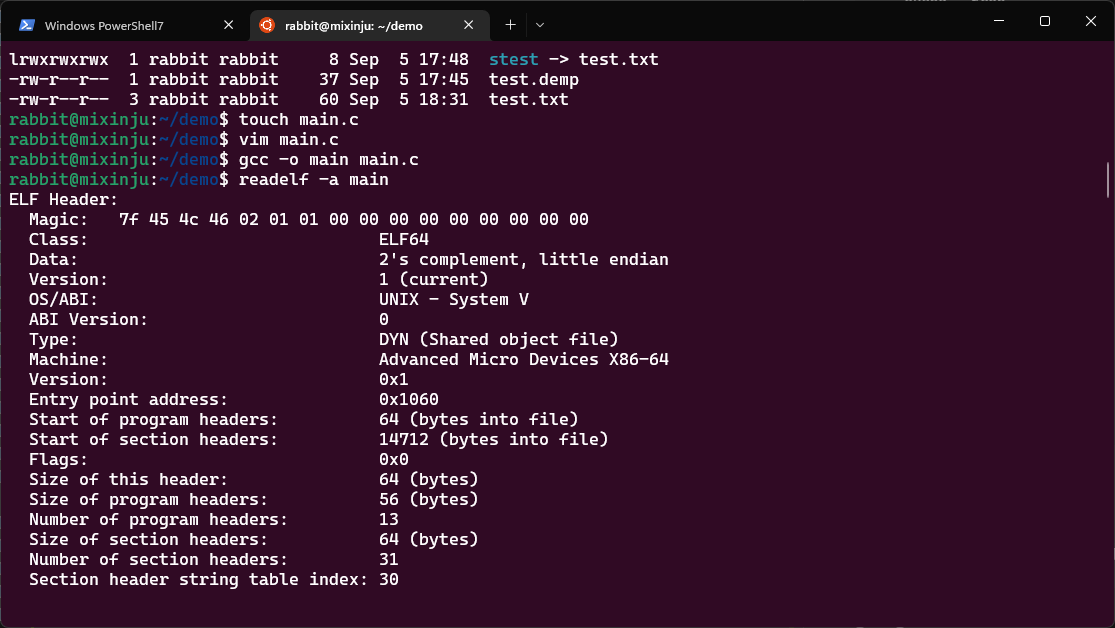 Windows PowerShell7
rabbit@mixinju: ~/demo
lrwxrwxrwx  1 rabbit rabbit     8 Sep  5 17:48  stest -> test.txt
-rw-r--r--  1 rabbit rabbit    37 Sep  5 17:45  test.demp
-rw-r--r--  3 rabbit rabbit    60 Sep  5 18:31  test.txt
rabbit@mixinju:~/demo$ touch main.c
rabbit@mixinju:~/demo$ vim main.c
rabbit@mixinju:~/demo$ gcc -o main main.c
rabbit@mixinju:~/demo$ readelf -a main
ELF Header:
  Magic:   7f 45 4c 46 02 01 01 00 00 00 00 00 00 00 00 00
  Class:                             ELF64
  Data:                              2's complement, little endian
  Version:                           1 (current)
  OS/ABI:                            UNIX - System V
  ABI Version:                       0
  Type:                              DYN (Shared object file)
  Machine:                           Advanced Micro Devices X86-64
  Version:                           0x1
  Entry point address:               0x1060
  Start of program headers:          64 (bytes into file)
  Start of section headers:          14712 (bytes into file)
  Flags:                             0x0
  Size of this header:               64 (bytes)
  Size of program headers:           56 (bytes)
  Number of program headers:         13
  Size of section headers:           64 (bytes)
  Number of section headers:         31
  Section header string table index: 30